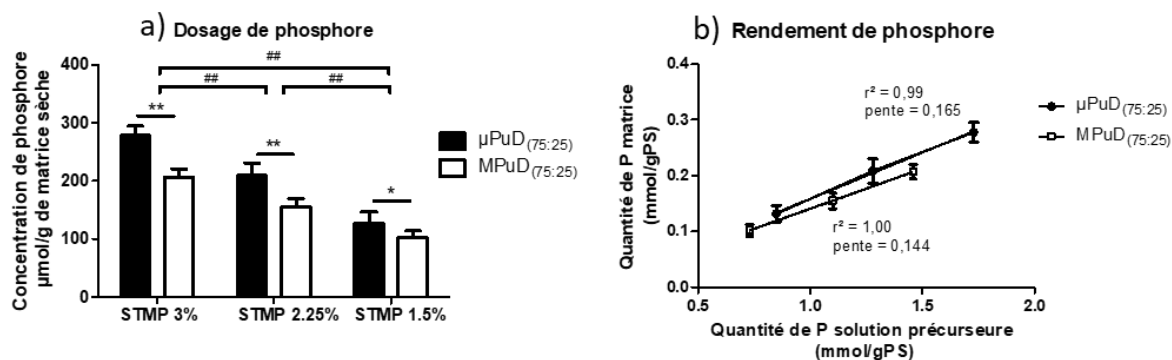 a) Dosage de phosphore
##
##
##
**
**
*
400
300
200
100
0
Concentration de phosphore
µmol/g de matrice sèche
STMP 3%
STMP 2.25%
STMP 1.5%
µPuD(75:25)
MPuD(75:25)
b) Rendement de phosphore
0.4
0.3
0.2
0.1
0.0
Quantité de P matrice
(mmol/gPS)
r² = 0,99
pente = 0,165
r² = 1,00
pente = 0,144
0.5
1.0
1.5
2.0
Quantité de P solution précurseure
(mmol/gPS)
µPuD(75:25)
MPuD(75:25)